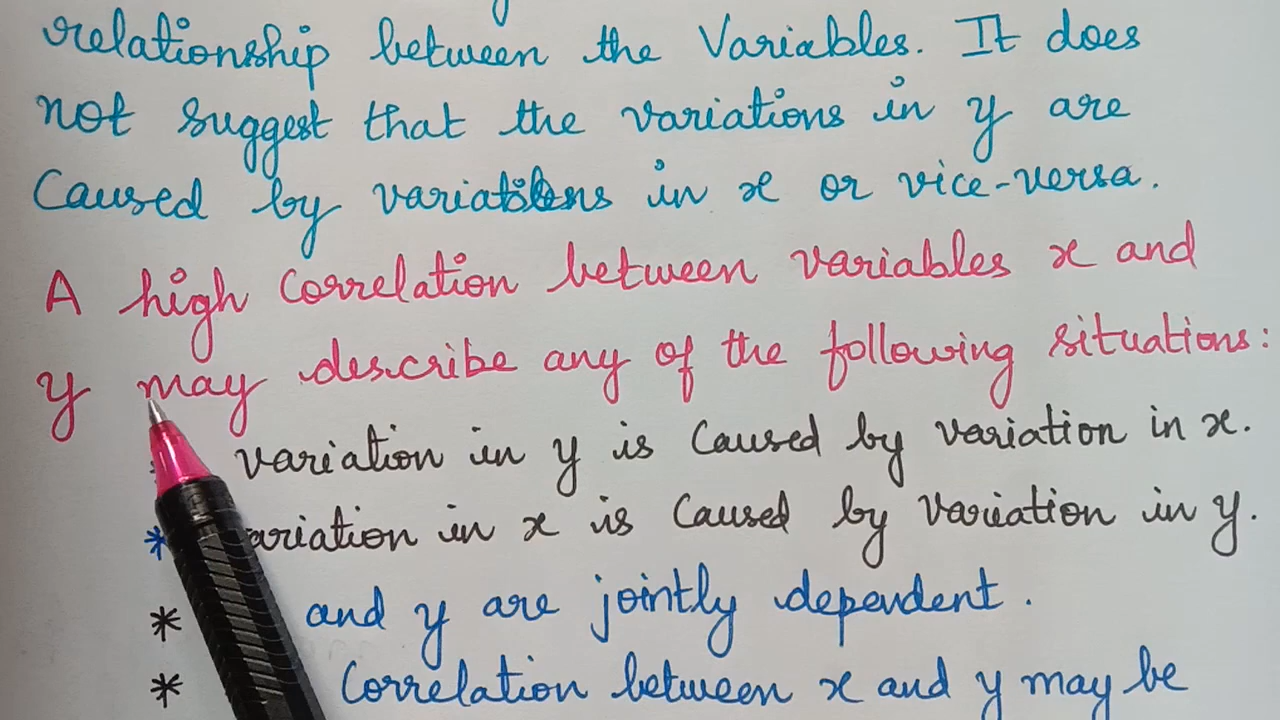 relationship between the Variables. It does
not suggest that the variations in y are
Caused by variations in x or vice-versa.
A high Correlation between variables x and
y may describe any of the following situations:
* variation in y is Caused by variation in x.
* ariation in x is Caused by variation in y.
* and y are jointly dependent.
* Correlation between x and y may be